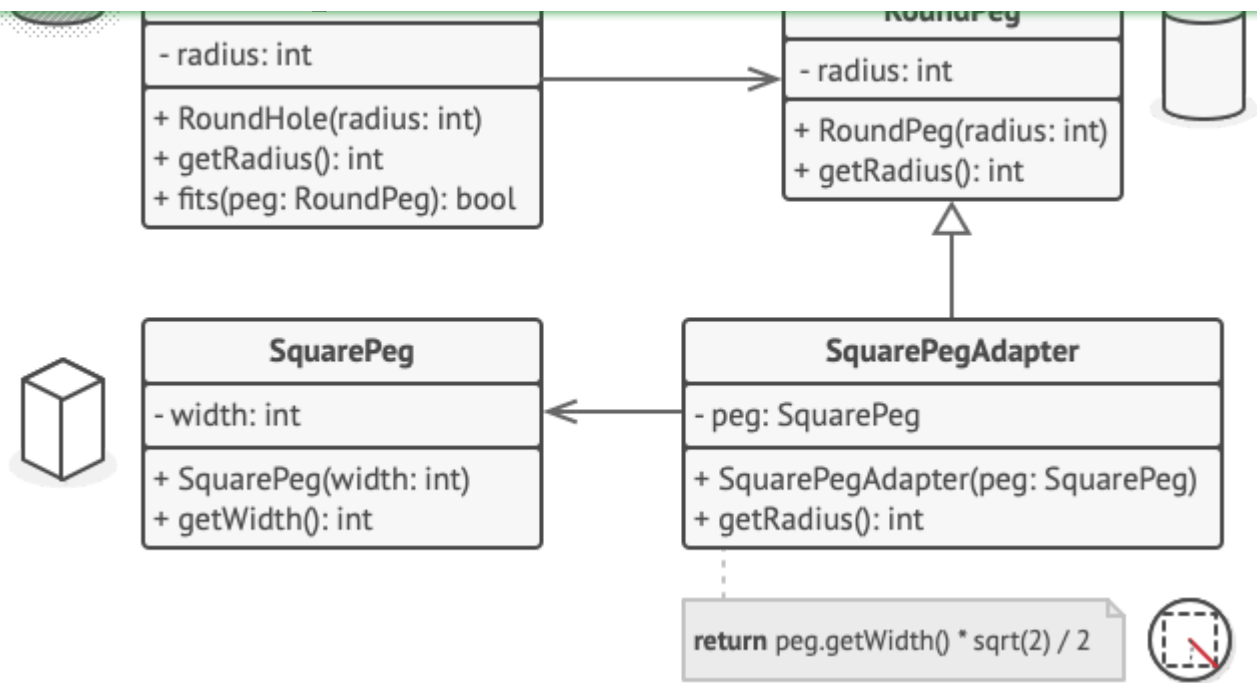 - radius: int
+ RoundHole(radius: int)
+ getRadius(): int
+ fits(peg: RoundPeg): bool
RoundPeg
- radius: int
+ RoundPeg(radius: int)
+ getRadius(): int
SquarePeg
- width: int
+ SquarePeg(width: int)
+ getWidth(): int
SquarePegAdapter
- peg: SquarePeg
+ SquarePegAdapter(peg: SquarePeg)
+ getRadius(): int
return peg.getWidth() * sqrt(2) / 2